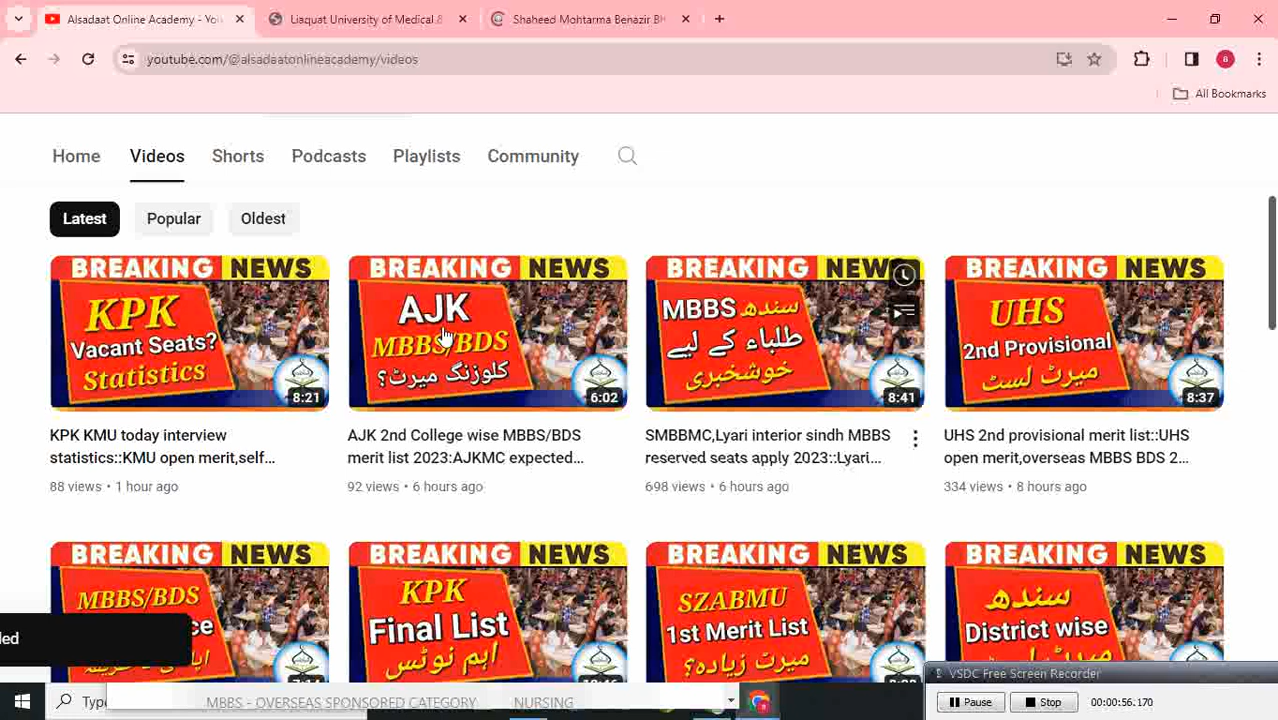 Alsadaat Online Academy - You
Liaquat University of Medical &
Shaheed Mohtarma Benazir Bh
youtube.com/@alsadaatonlineacademy/videos
a
All Bookmarks
Home Videos Shorts Podcasts Playlists Community
Latest Popular Oldest
BREAKING NEWS
KPK
Vacant Seats?
Statistics
8:21
BREAKING NEWS
AJK
MBBS/BDS
کلوزنگ میرٹ؟
6:02
BREAKING NEWS
MBBS سندھ
طلباء کے لیے
خوشخبری
8:41
BREAKING NEWS
UHS
2nd Provisional
میرٹ لسٹ
8:37
KPK KMU today interview
statistics::KMU open merit,self...
88 views • 1 hour ago
AJK 2nd College wise MBBS/BDS
merit list 2023:AJKMC expected...
92 views • 6 hours ago
SMBBMC,Lyari interior sindh MBBS
reserved seats apply 2023::Lyari...
698 views • 6 hours ago
UHS 2nd provisional merit list::UHS
open merit,overseas MBBS BDS 2...
334 views • 8 hours ago
BREAKING NEWS
MBBS/BDS
BREAKING NEWS
KPK
Final List
اہم نوٹس
BREAKING NEWS
SZABMU
1st Merit List
میرٹ زیادہ؟
BREAKING NEWS
سندھ
District wise
VSDC Free Screen Recorder
Pause Stop 00:00:56.170
Type
MBBS - OVERSEAS SPONSORED CATEGORY NURSING